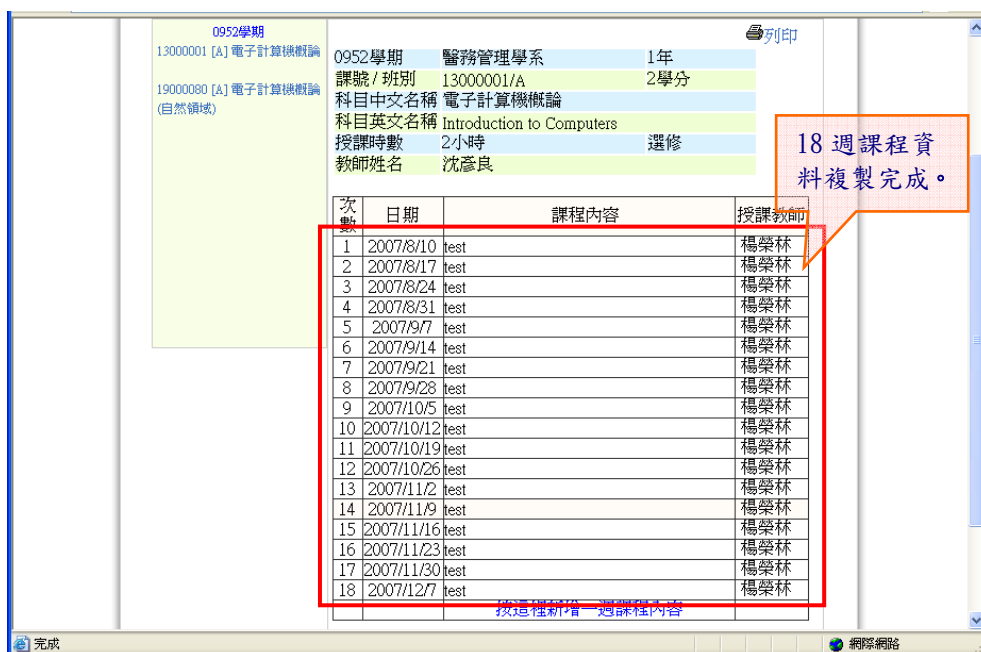 0952學期
13000001 [A] 電子計算機概論
19000080 [A] 電子計算機概論
(自然領域)
列印
0952學期 醫務管理學系 1年
課號 / 班別 13000001/A 2學分
科目中文名稱 電子計算機概論
科目英文名稱 Introduction to Computers
授課時數 2小時 選修
教師姓名 沈彥良
18 週課程資
料複製完成。
次數 日期 課程內容 授課教師
1 2007/8/10 test 楊榮林
2 2007/8/17 test 楊榮林
3 2007/8/24 test 楊榮林
4 2007/8/31 test 楊榮林
5 2007/9/7 test 楊榮林
6 2007/9/14 test 楊榮林
7 2007/9/21 test 楊榮林
8 2007/9/28 test 楊榮林
9 2007/10/5 test 楊榮林
10 2007/10/12 test 楊榮林
11 2007/10/19 test 楊榮林
12 2007/10/26 test 楊榮林
13 2007/11/2 test 楊榮林
14 2007/11/9 test 楊榮林
15 2007/11/16 test 楊榮林
16 2007/11/23 test 楊榮林
17 2007/11/30 test 楊榮林
18 2007/12/7 test 楊榮林
按這裡新增一週課程內容
完成 網際網路